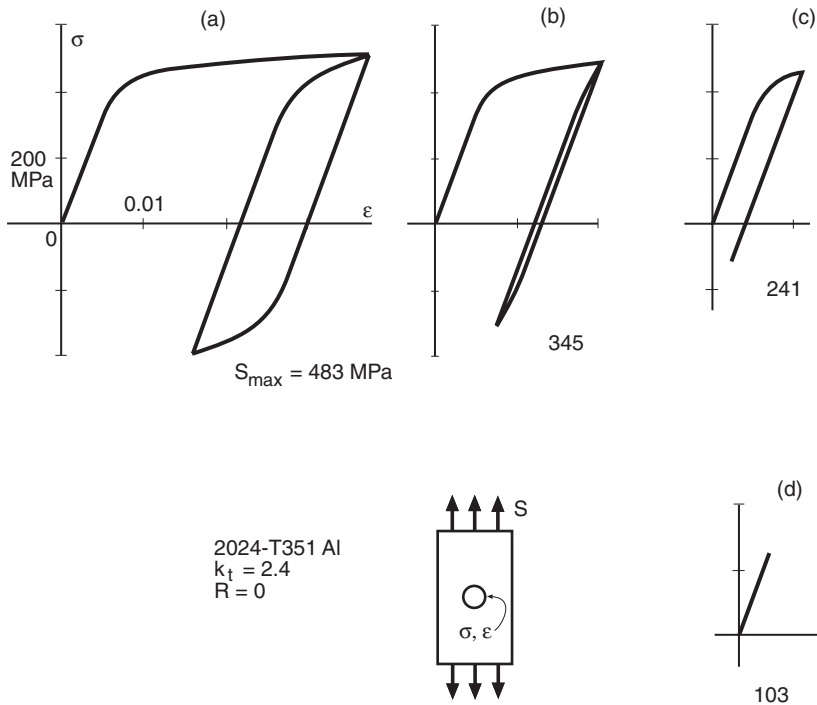 (a)
(b)
(c)
σ
200
MPa
0.01
ε
0
241
345
S_max = 483 MPa
(d)
S
2024-T351 Al
k_t = 2.4
R = 0
σ, ε
103